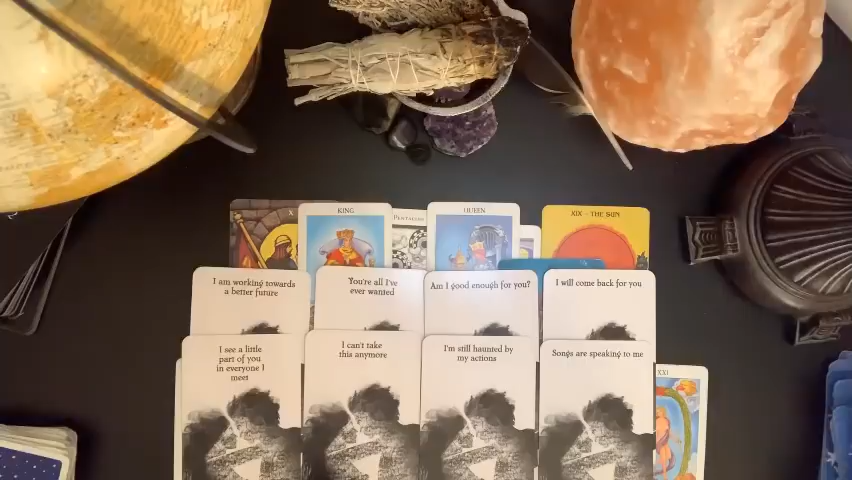 X
KING
PENTACLES
QUEEN
XIX - THE SUN
I am working towards
a better future
You're all I've
ever wanted
Am I good enough for you?
I will come back for you
I see a little
part of you
in everyone I
meet
I can't take
this anymore
I'm still haunted by
my actions
Songs are speaking to me
XXI